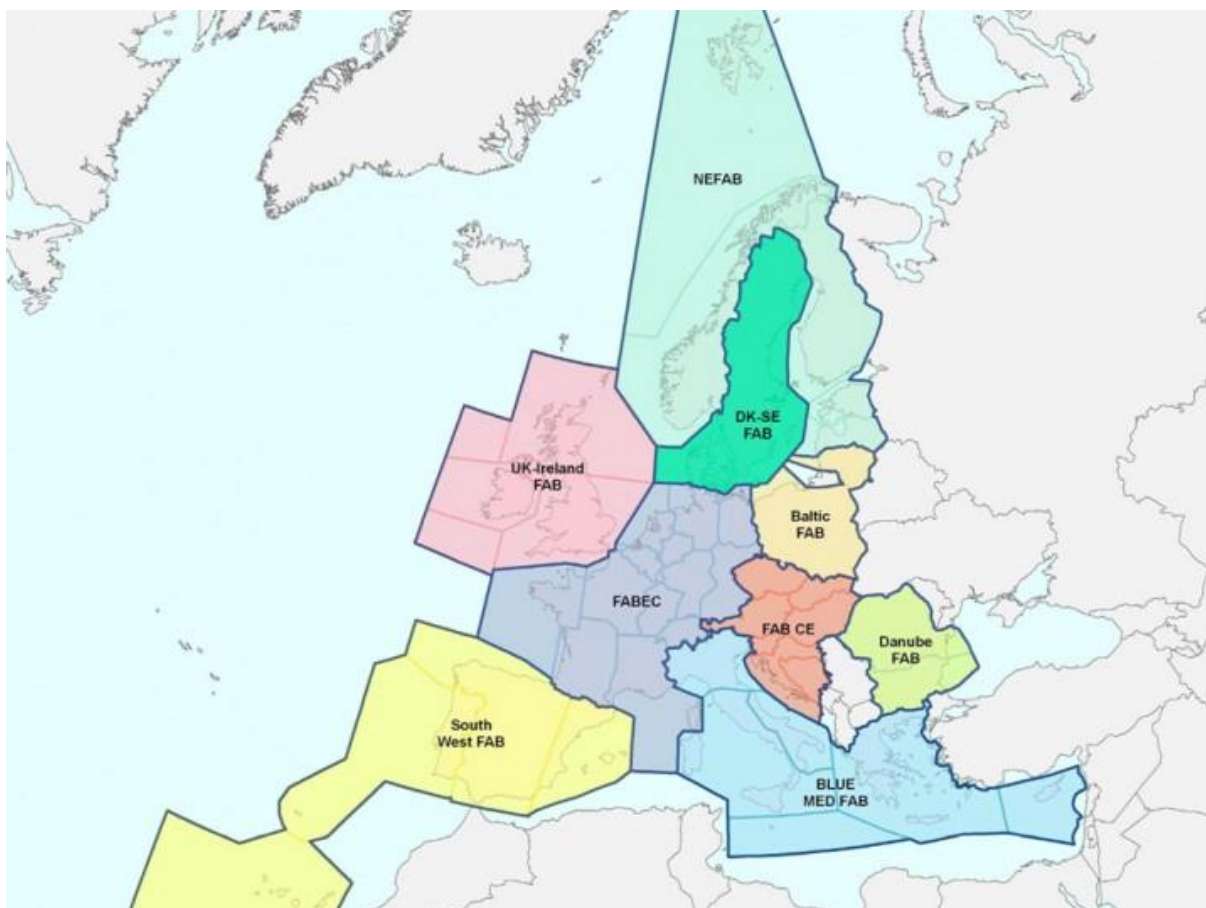 NEFAB
DK-SE
FAB
UK-Ireland
FAB
Baltic
FAB
FABEC
FAB CE
Danube
FAB
South
West FAB
BLUE
MED FAB